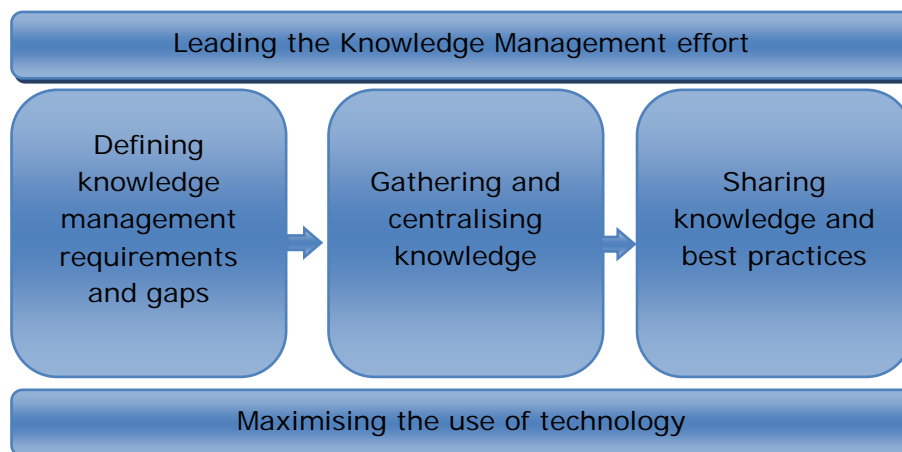 Leading the Knowledge Management effort
Defining
knowledge
management
requirements
and gaps
Gathering and
centralising
knowledge
Sharing
knowledge and
best practices
Maximising the use of technology